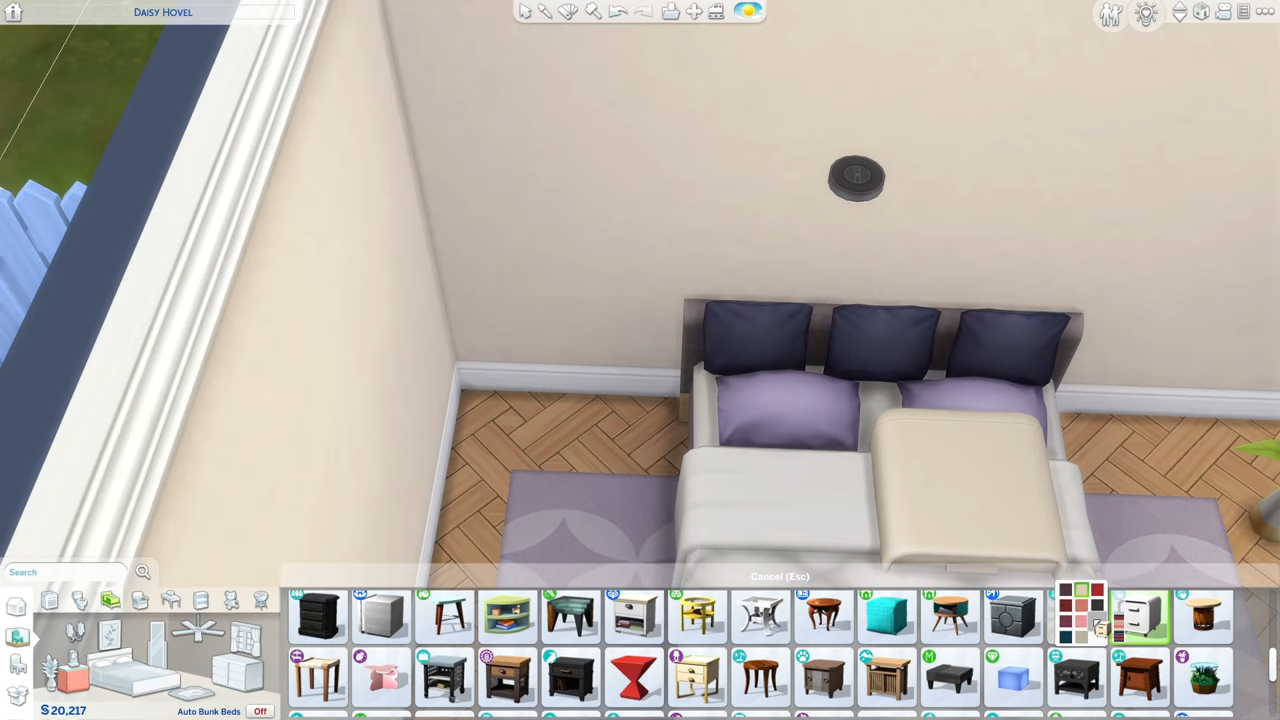 DAISY HOVEL
Cancel (Esc)
Search
$20,217
Auto Bunk Beds Off